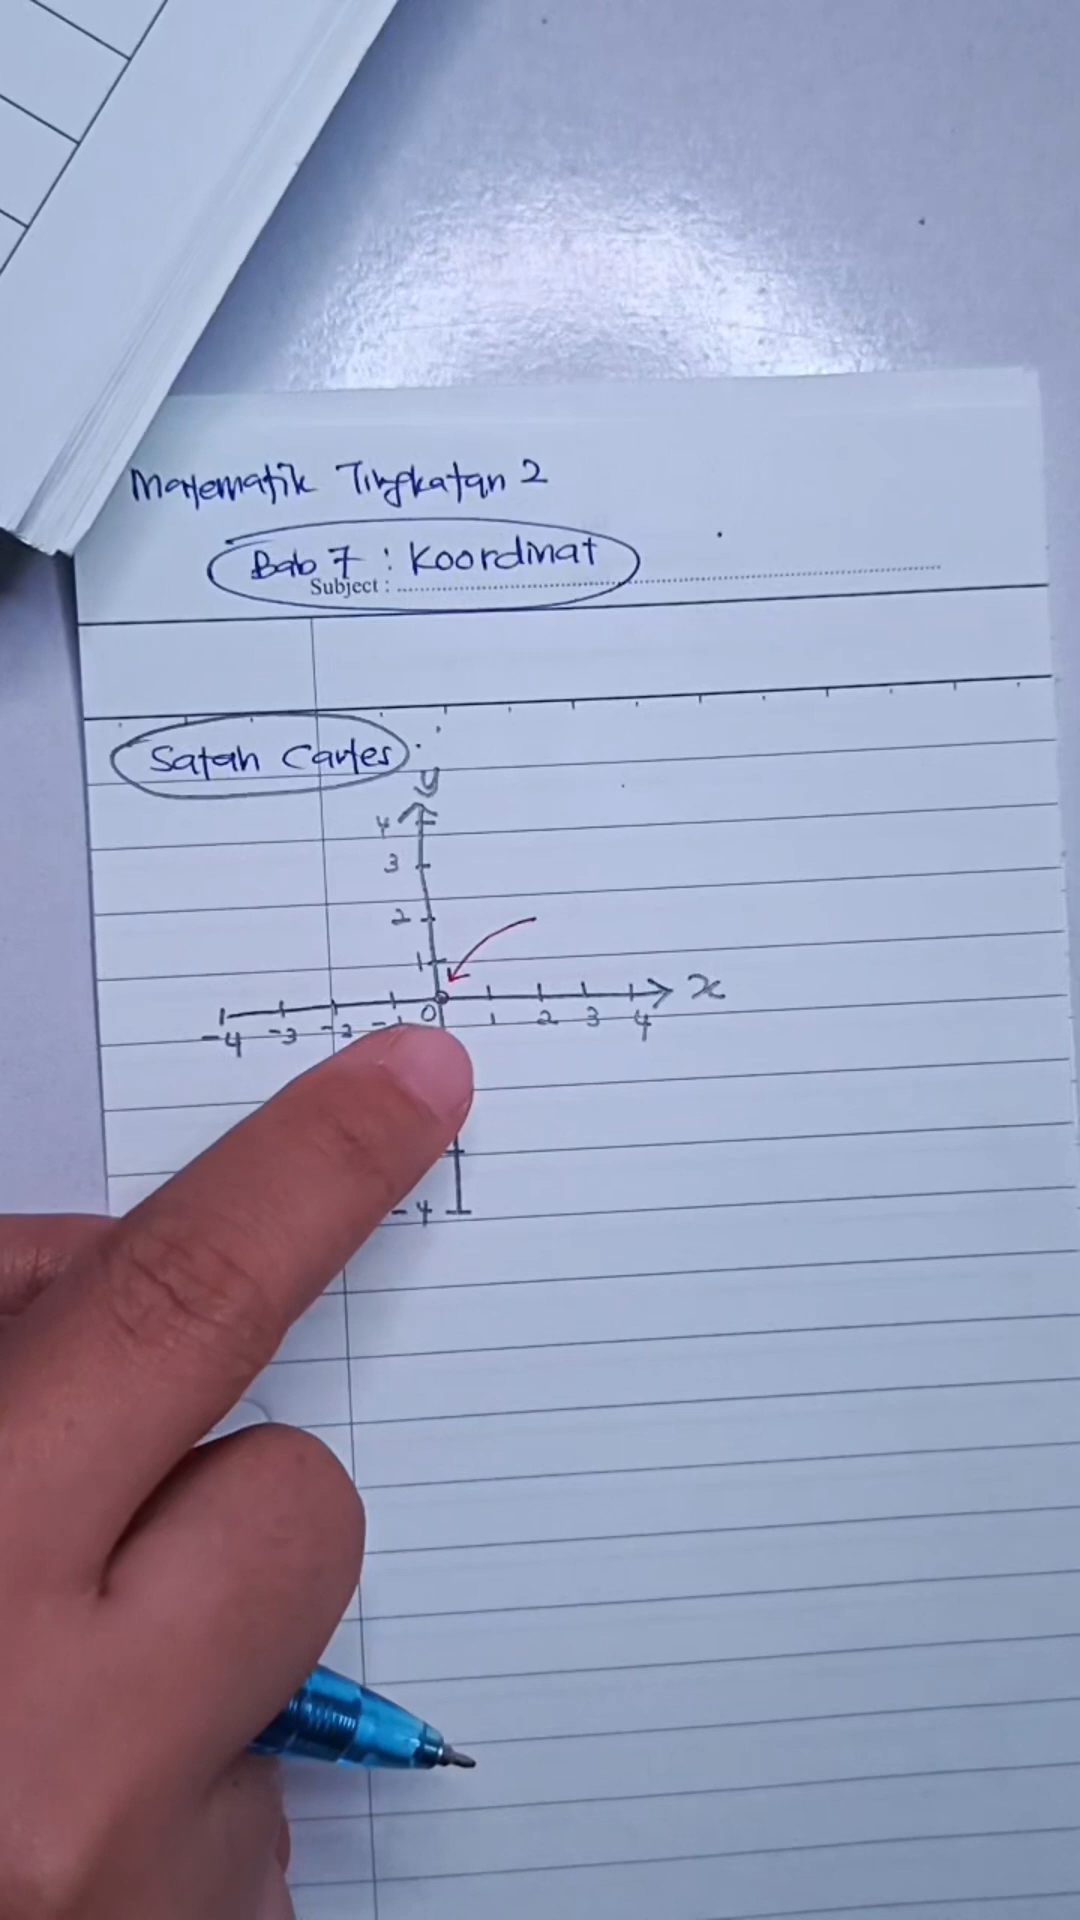 Matematik Tingkatan 2
Bab 7 : Koordinat
Subject :
Satah Cartes
y
4
3
2
1
x
-4 -3 -2 -1 0 1 2 3 4
-4